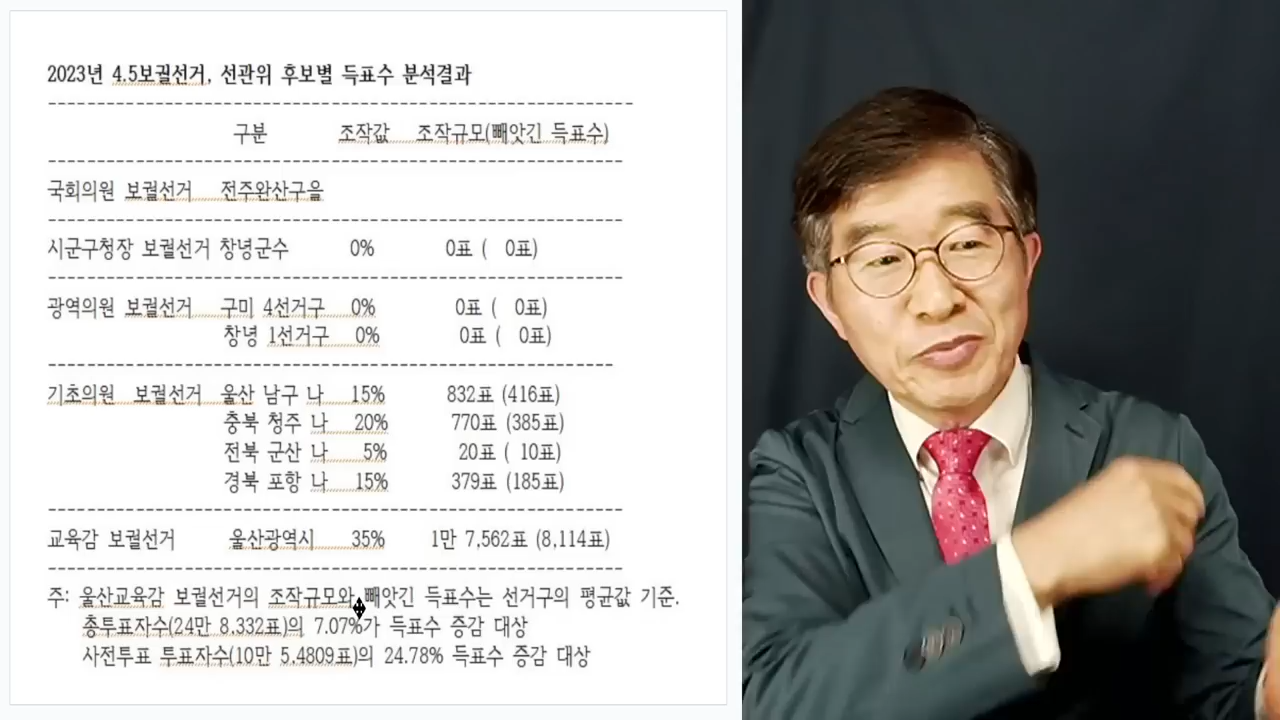 2023년 4.5보궐선거, 선관위 후보별 득표수 분석결과
구분 조작값 조작규모(빼앗긴 득표수)
국회의원 보궐선거 전주완산구을
시군구청장 보궐선거 창녕군수 0% 0표 ( 0표)
광역의원 보궐선거 구미 4선거구 0% 0표 ( 0표)
창녕 1선거구 0% 0표 ( 0표)
기초의원 보궐선거 울산 남구 나 15% 832표 (416표)
충북 청주 나 20% 770표 (385표)
전북 군산 나 5% 20표 ( 10표)
경북 포항 나 15% 379표 (185표)
교육감 보궐선거 울산광역시 35% 1만 7,562표 (8,114표)
주: 울산교육감 보궐선거의 조작규모와 빼앗긴 득표수는 선거구의 평균값 기준.
총투표자수(24만 8.332표)의 7.07%가 득표수 증감 대상
사전투표 투표자수(10만 5.4809표)의 24.78% 득표수 증감 대상